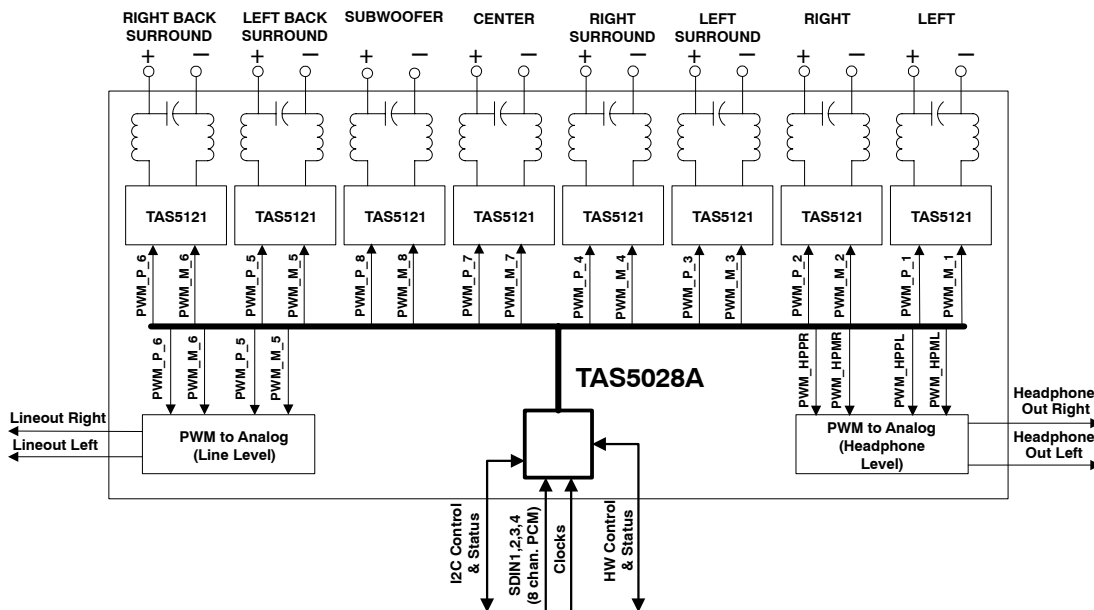 RIGHT BACK
SURROUND
LEFT BACK
SURROUND
SUBWOOFER
CENTER
RIGHT
SURROUND
LEFT
SURROUND
RIGHT
LEFT
+ −
+ −
+ −
+ −
+ −
+ −
+ −
+ −
TAS5121
TAS5121
TAS5121
TAS5121
TAS5121
TAS5121
TAS5121
TAS5121
PWM_P_6
PWM_M_6
PWM_P_5
PWM_M_5
PWM_P_8
PWM_M_8
PWM_P_7
PWM_M_7
PWM_P_4
PWM_M_4
PWM_P_3
PWM_M_3
PWM_P_2
PWM_M_2
PWM_P_1
PWM_M_1
PWM_P_6
PWM_M_6
PWM_P_5
PWM_M_5
PWM_HPPR
PWM_HPMR
PWM_HPPL
PWM_HPML
TAS5028A
Lineout Right
Lineout Left
PWM to Analog
(Line Level)
PWM to Analog
(Headphone
Level)
Headphone
Out Right
Headphone
Out Left
I2C Control
& Status
SDIN1,2,3,4
(8 chan. PCM)
Clocks
HW Control
& Status